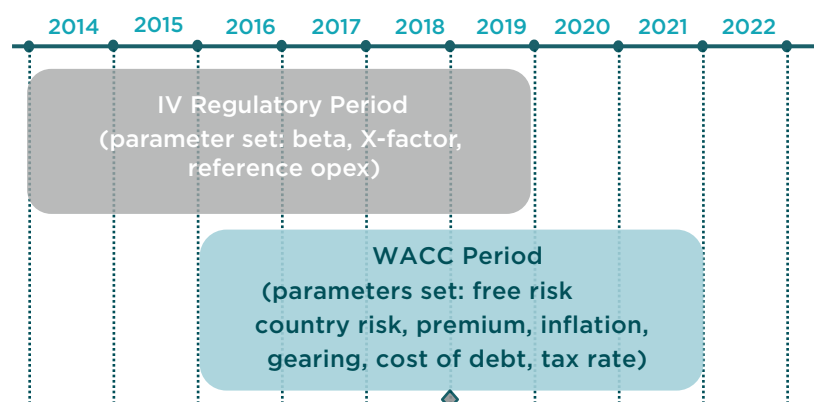 2014 2015 2016 2017 2018 2019 2020 2021 2022
IV Regulatory Period
(parameter set: beta, X-factor,
reference opex)
WACC Period
(parameters set: free risk
country risk, premium, inflation,
gearing, cost of debt, tax rate)